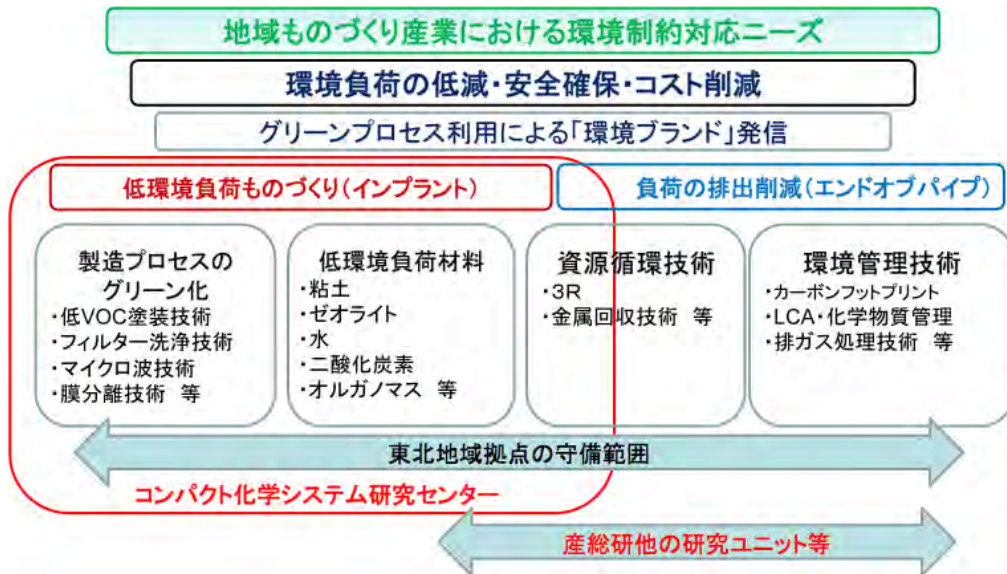 地域ものづくり産業における環境制約対応ニーズ
環境負荷の低減・安全確保・コスト削減
グリーンプロセス利用による「環境ブランド」発信
低環境負荷ものづくり(インプラント)
負荷の排出削減(エンドオブパイプ)
製造プロセスの
グリーン化
・低VOC塗装技術
・フィルター洗浄技術
・マイクロ波技術
・膜分離技術 等
低環境負荷材料
・粘土
・ゼオライト
・水
・二酸化炭素
・オルガノマス 等
資源循環技術
・3R
・金属回収技術 等
環境管理技術
・カーボンフットプリント
・LCA・化学物質管理
・排ガス処理技術 等
東北地域拠点の守備範囲
コンパクト化学システム研究センター
産総研他の研究ユニット等